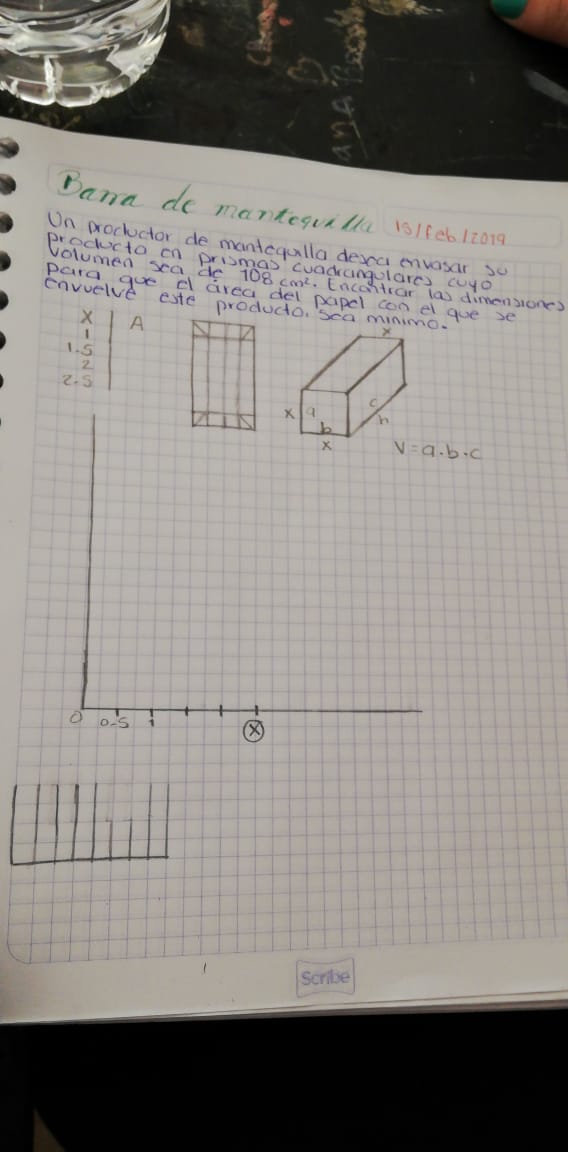 Barra de mantequilla 15/feb/2019
Un productor de mantequilla desea envasar su
producto en prismas cuadrangulares cuyo
volumen sea de 108 cm². Encontrar las dimensiones
para que el área del papel con el que se
envuelve este producto, sea minimo.
X A
1
1.5
2
2.5
x
x a c
b h
x
V = a.b.c
0 0.5 1 X
Scribe